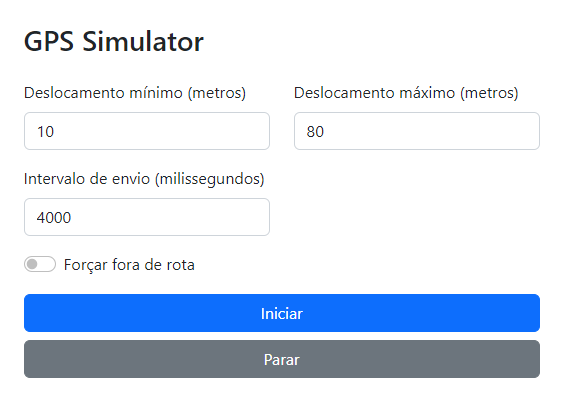 GPS Simulator
Deslocamento mínimo (metros)
Deslocamento máximo (metros)
10
80
Intervalo de envio (milissegundos)
4000
Forçar fora de rota
Iniciar
Parar